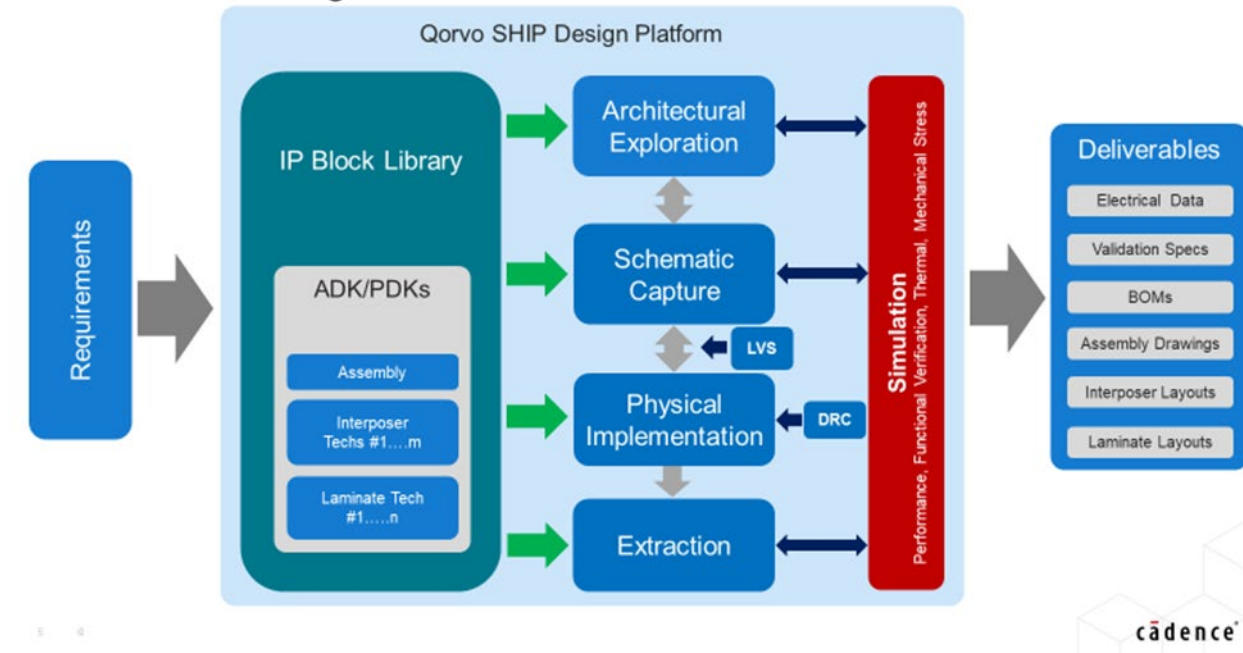 Qorvo SHIP Design Platform
Requirements
IP Block Library
ADK/PDKs
Assembly
Interposer
Techs #1....m
Laminate Tech
#1.....n
Architectural
Exploration
Schematic
Capture
LVS
Physical
Implementation
DRC
Extraction
Simulation
Performance, Functional Verification, Thermal, Mechanical Stress
Deliverables
Electrical Data
Validation Specs
BOMs
Assembly Drawings
Interposer Layouts
Laminate Layouts
cādence®